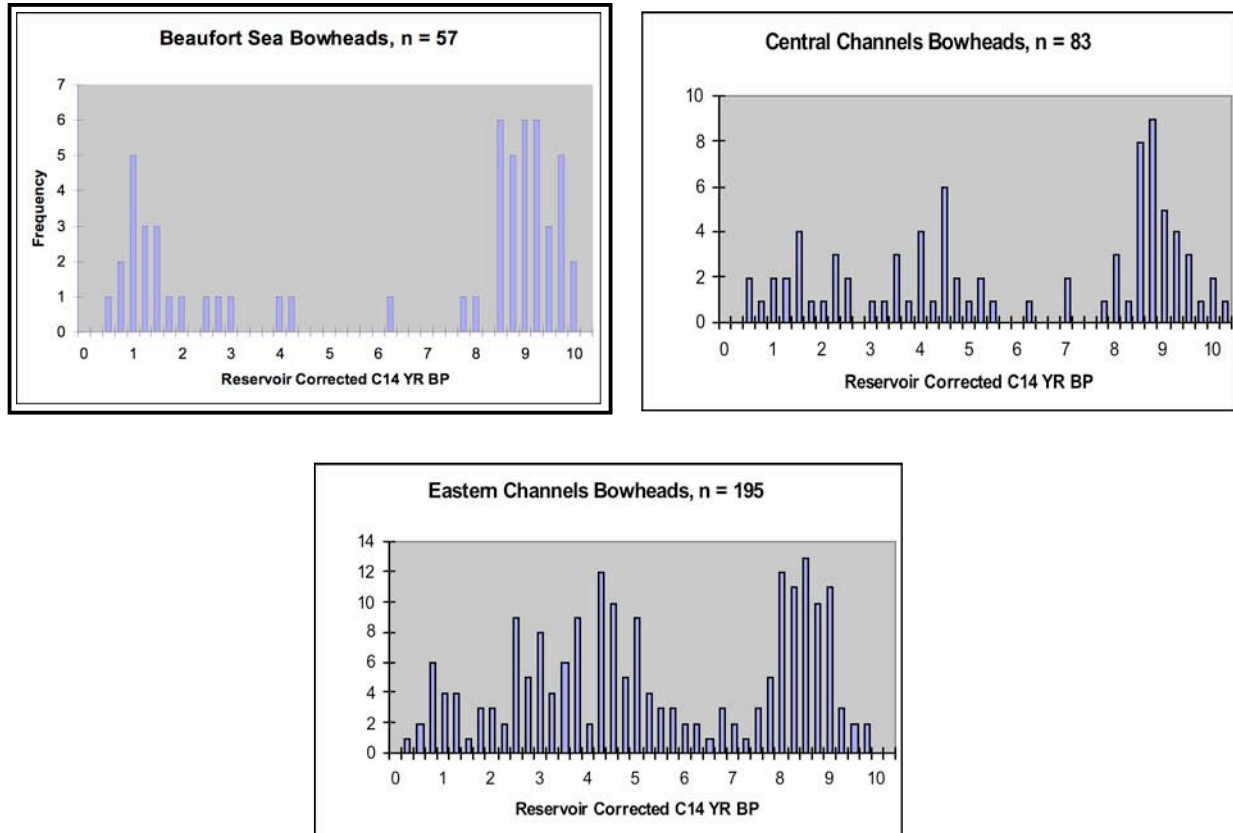 Beaufort Sea Bowheads, n = 57
7
6
5
4
3
2
1
0
Frequency
0 1 2 3 4 5 6 7 8 9 10
Reservoir Corrected C14 YR BP
Central Channels Bowheads, n = 83
10
8
6
4
2
0
0 1 2 3 4 5 6 7 8 9 10
Reservoir Corrected C14 YR BP
Eastern Channels Bowheads, n = 195
14
12
10
8
6
4
2
0
0 1 2 3 4 5 6 7 8 9 10
Reservoir Corrected C14 YR BP